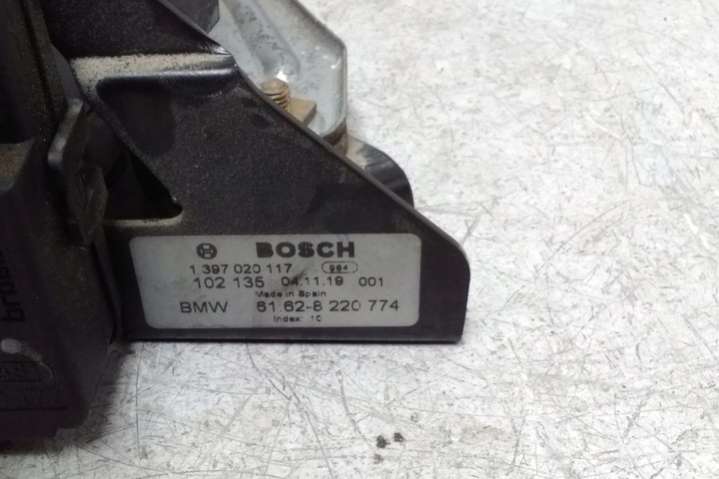 BOSCH
1 397 020 117 984
102 135 04.11.19 001
Made in Spain
BMW 61.62-8 220 774
Index: 10